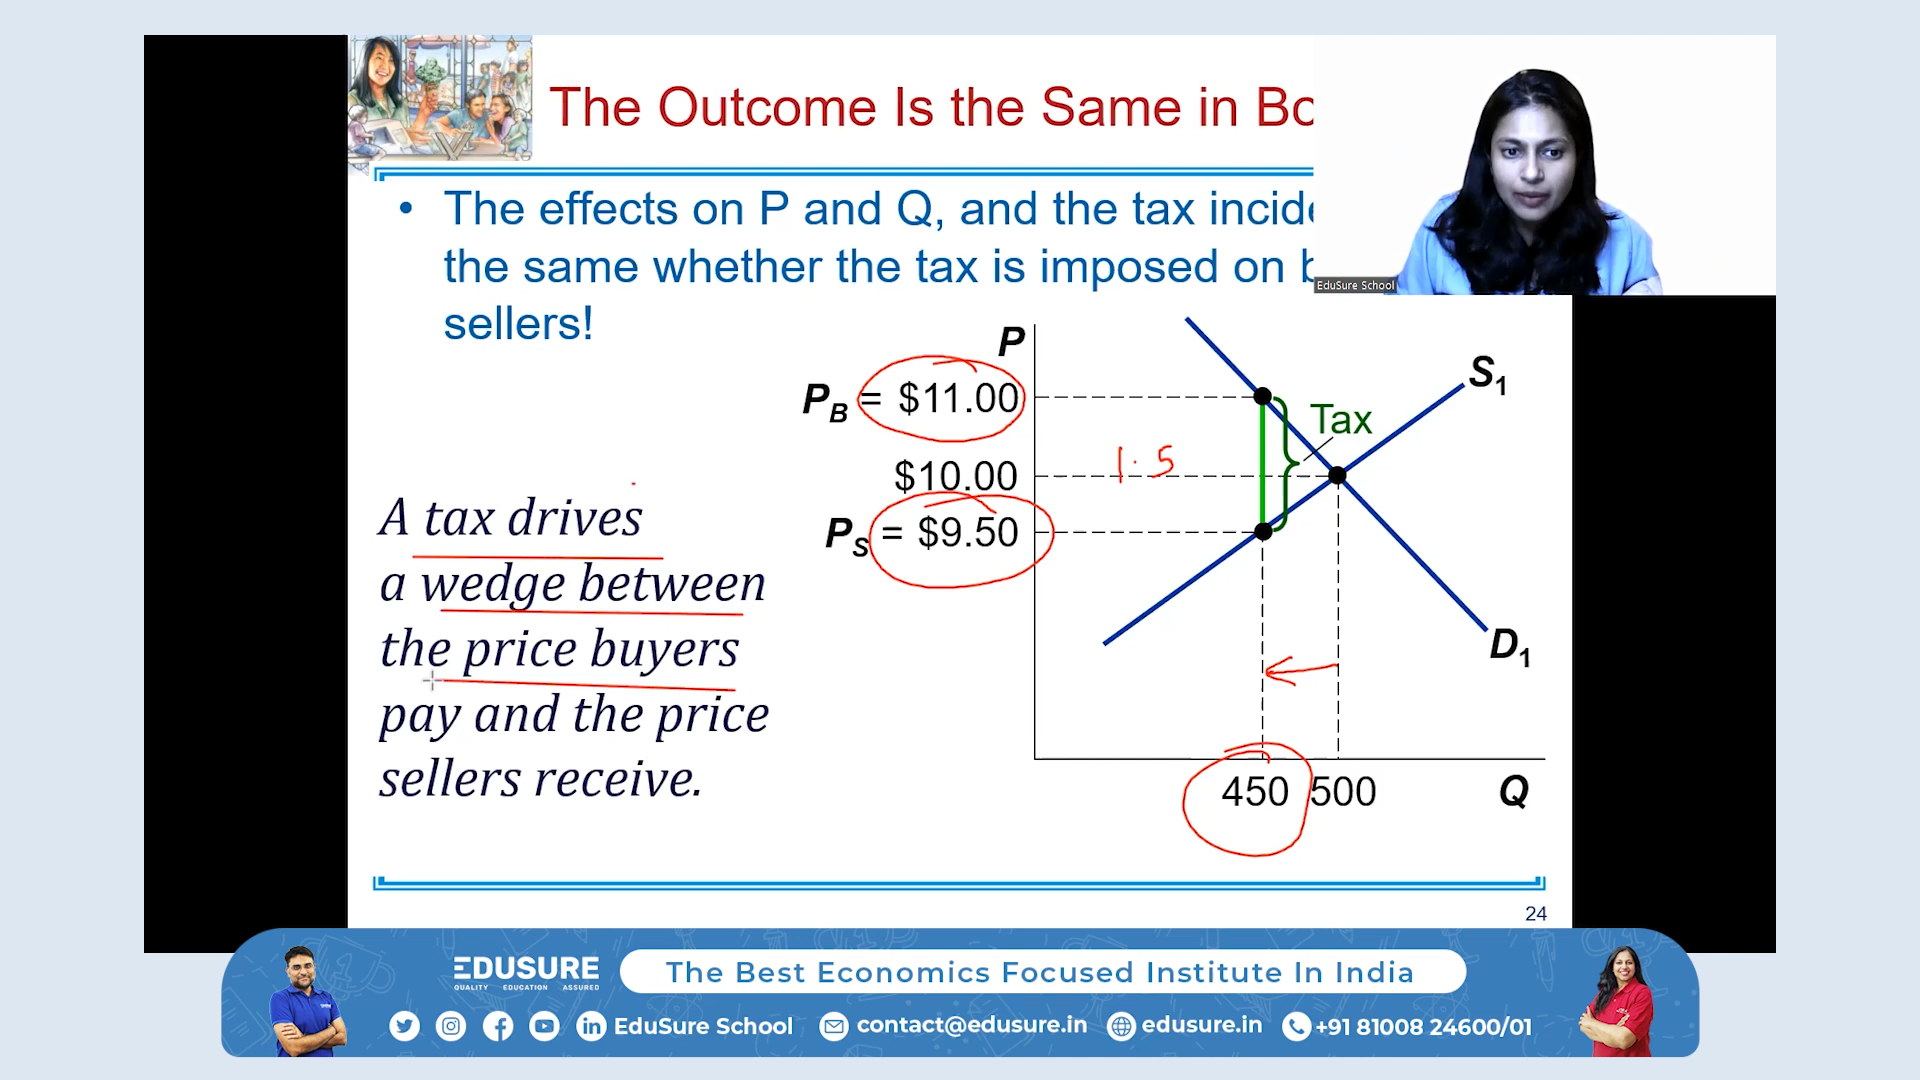 The Outcome Is the Same in Bo
• The effects on P and Q, and the tax incide
the same whether the tax is imposed on b
sellers!
EduSure School
P
P_B = $11.00
$10.00
P_S = $9.50
1.5
Tax
S₁
D₁
450 500 Q
A tax drives
a wedge between
the price buyers
pay and the price
sellers receive.
24
EDUSURE
QUALITY EDUCATION ASSURED
The Best Economics Focused Institute In India
EduSure School contact@edusure.in edusure.in +91 81008 24600/01